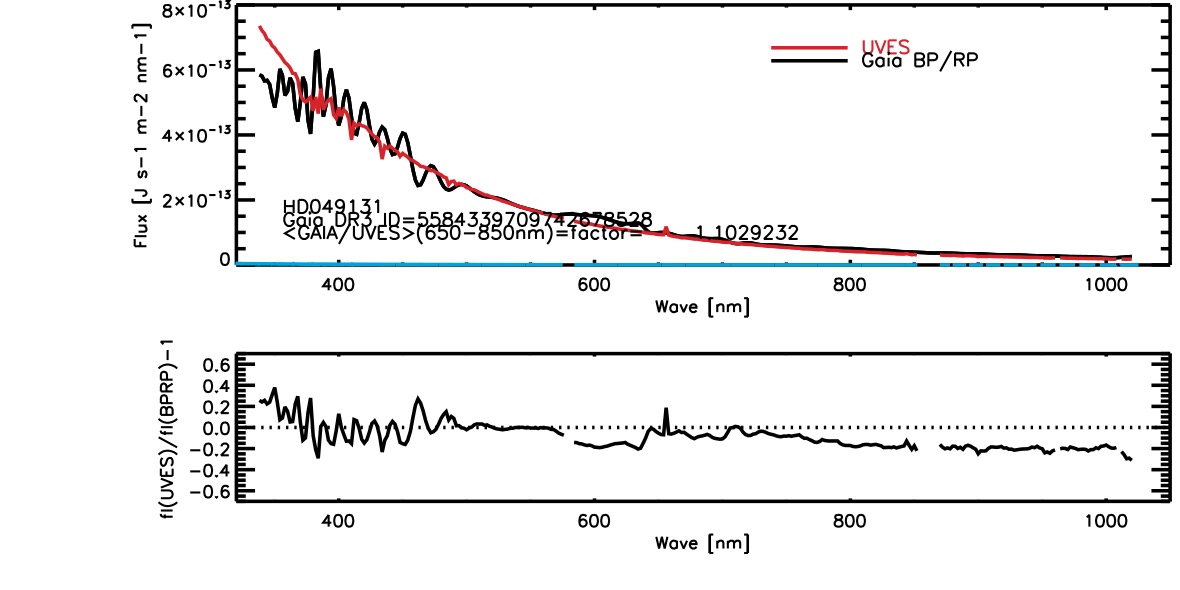 8×10−13
6×10−13
4×10−13
2×10−13
0
Flux [J s−1 m−2 nm−1]
UVES
Gaia BP/RP
HD049131
Gaia DR3 ID=5584339709742678528
<GAIA/UVES>(650−850nm)=factor= 1.1029232
400 600 800 1000
Wave [nm]
fl(UVES)/fl(BPRP)−1
0.6
0.4
0.2
0.0
−0.2
−0.4
−0.6
400 600 800 1000
Wave [nm]